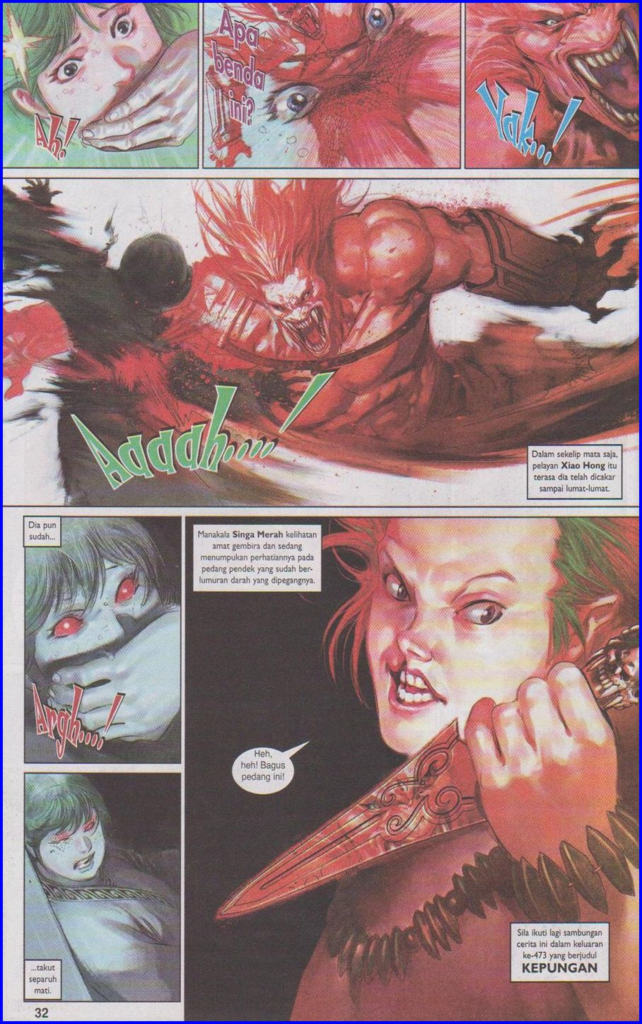 Ah!
Apa
benda
ini?
Yak...!
Aaaah....!
Dalam sekelip mata saja,
pelayan Xiao Hong itu
terasa dia telah dicakar
sampai lumat-lumat.
Dia pun
sudah...
Argh....!
...takut
separuh
mati.
Manakala Singa Merah kelihatan
amat gembira dan sedang
menumpukan perhatiannya pada
pedang pendek yang sudah ber-
lumuran darah yang dipegangnya.
Heh,
heh! Bagus
pedang ini!
Sila ikuti lagi sambungan
cerita ini dalam keluaran
ke-473 yang berjudul
KEPUNGAN
32